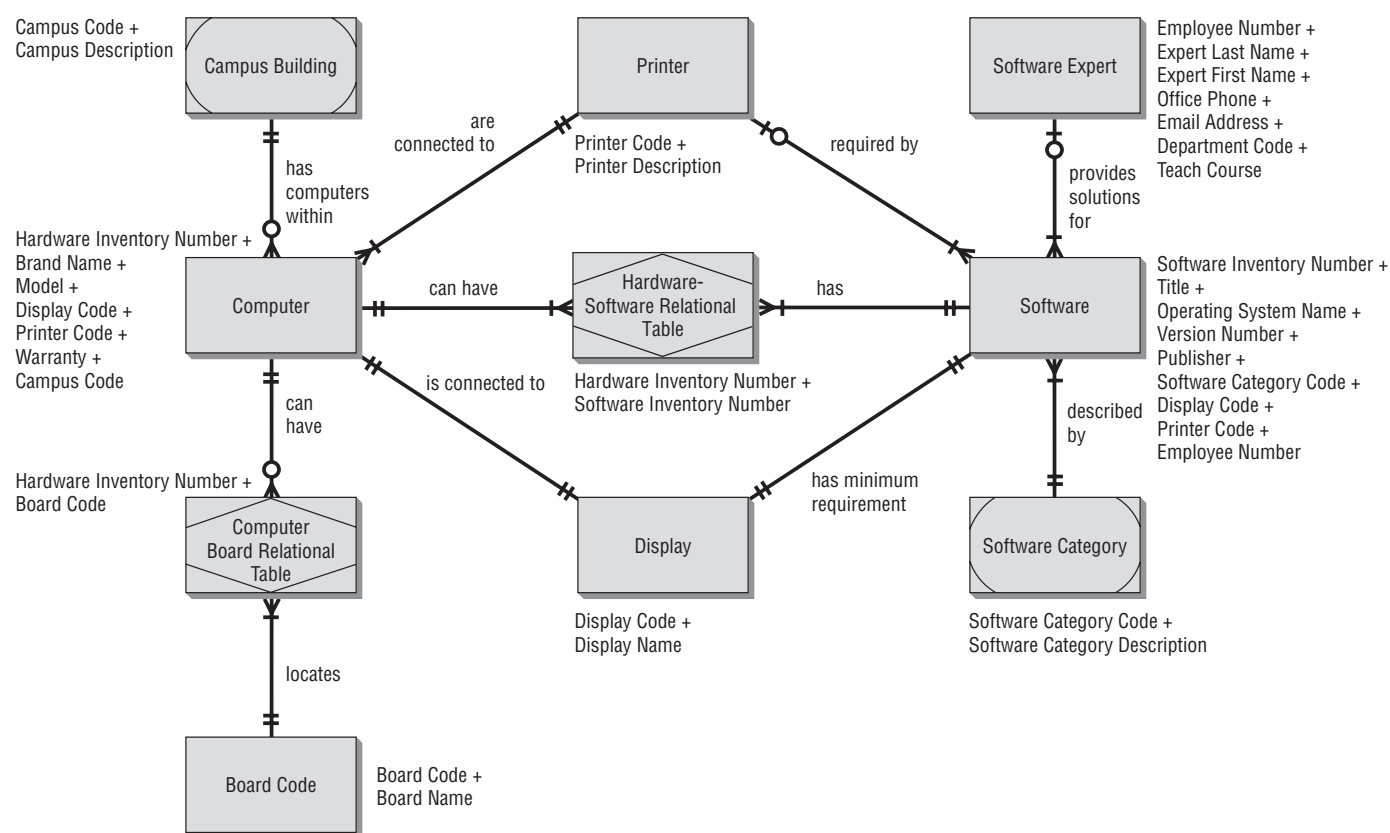 Campus Code +
Campus Description
Campus Building
Printer
Software Expert
Employee Number +
Expert Last Name +
Expert First Name +
Office Phone +
Email Address +
Department Code +
Teach Course
are
connected to
Printer Code +
Printer Description
required by
has
computers
within
provides
solutions
for
Hardware Inventory Number +
Brand Name +
Model +
Display Code +
Printer Code +
Warranty +
Campus Code
Computer
can have
Hardware-
Software Relational
Table
has
Software
Software Inventory Number +
Title +
Operating System Name +
Version Number +
Publisher +
Software Category Code +
Display Code +
Printer Code +
Employee Number
Hardware Inventory Number +
Software Inventory Number
is connected to
can
have
described
by
Hardware Inventory Number +
Board Code
has minimum
requirement
Computer
Board Relational
Table
Display
Software Category
Display Code +
Display Name
Software Category Code +
Software Category Description
locates
Board Code
Board Code +
Board Name